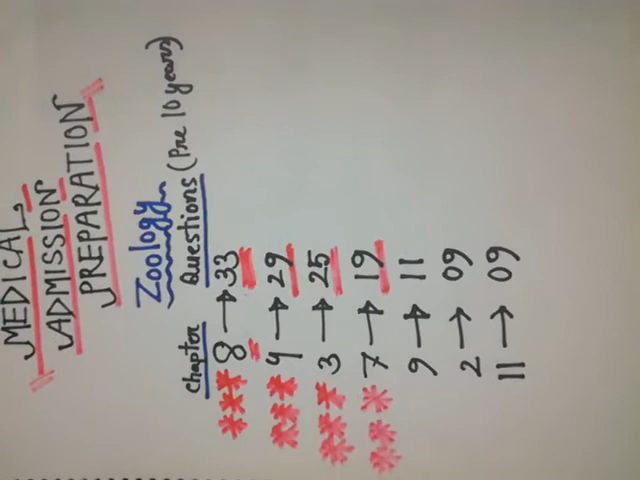 MEDICAL
ADMISSION
PREPARATION
Zoology
Chapter Questions (Pre 10 years)
*** 8 → 33
*** 4 → 29
*** 3 → 25
*** 7 → 19
9 → 11
2 → 09
11 → 09